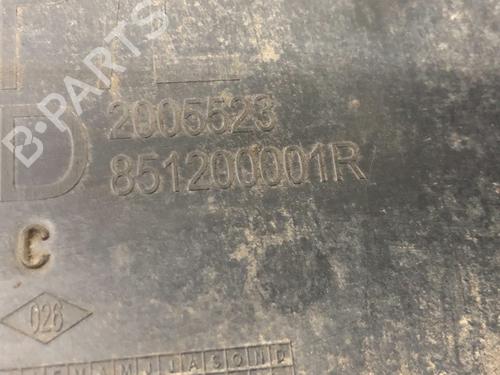 B-PARTS
D
2005523
851200001R
C
026
F M A M J J A S O N D